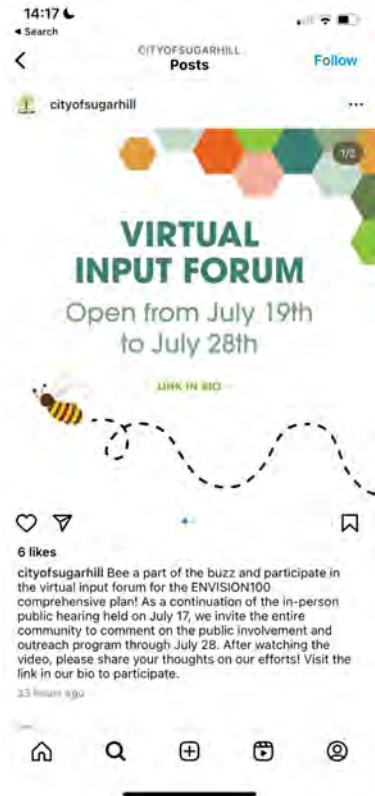 14:17
Search
CITYOFSUGARHILL
Posts
Follow
cityofsugarhill
1/2
VIRTUAL
INPUT FORUM
Open from July 19th
to July 28th
LINK IN BIO
6 likes
cityofsugarhill Bee a part of the buzz and participate in
the virtual input forum for the ENVISION100
comprehensive plan! As a continuation of the in-person
public hearing held on July 17, we invite the entire
community to comment on the public involvement and
outreach program through July 28. After watching the
video, please share your thoughts on our efforts! Visit the
link in our bio to participate.
hours ago